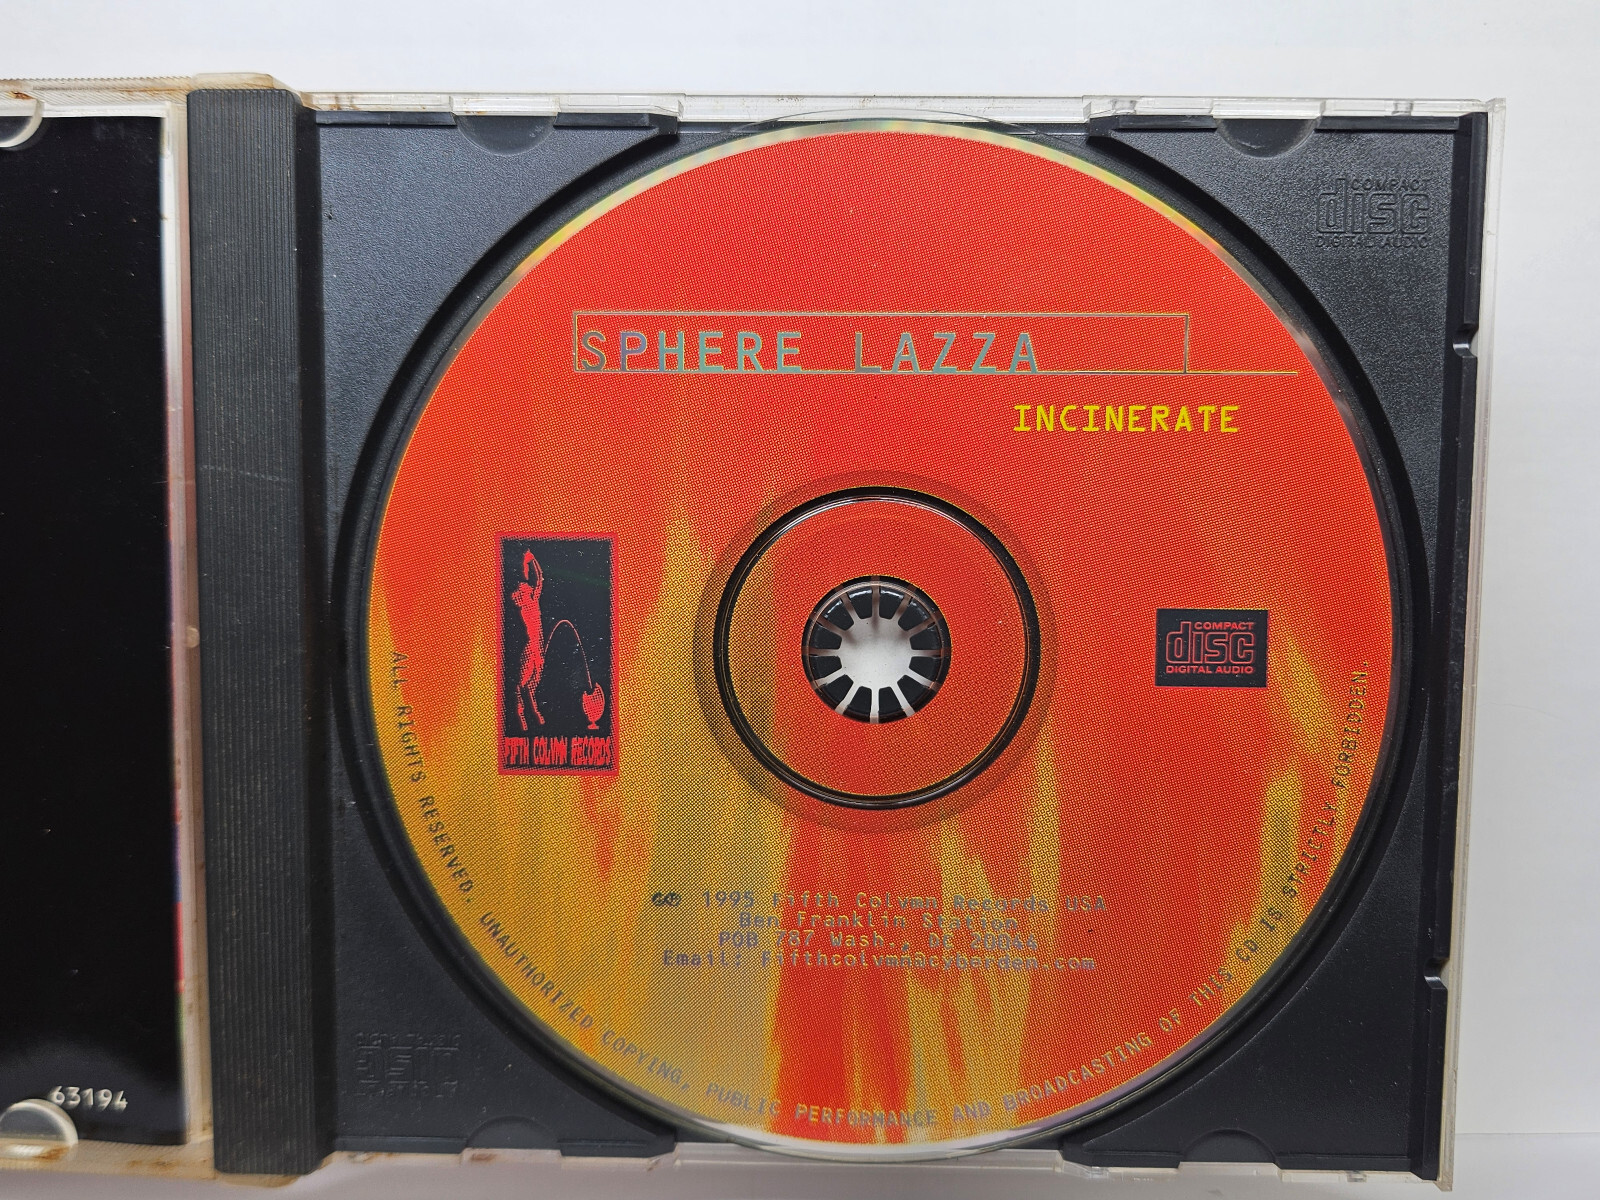 COMPACT
disc
DIGITAL AUDIO
SPHERE LAZZA
INCINERATE
COMPACT
disc
DIGITAL AUDIO
FIFTH COLVMN RECORDS
©℗ 1995 Fifth Colvmn Records USA
Ben Franklin Station
POB 787 Wash., DC 20044
Email: fifthcolvmn@cyberden.com
ALL RIGHTS RESERVED. UNAUTHORIZED COPYING, PUBLIC PERFORMANCE AND BROADCASTING OF THIS CD IS STRICTLY FORBIDDEN.
63194